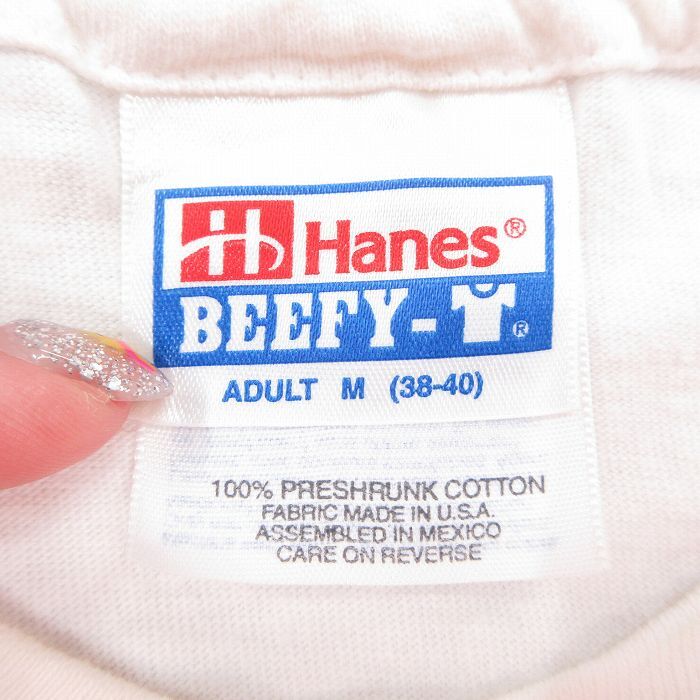 H Hanes®
BEEFY-T®
ADULT M (38-40)
100% PRESHRUNK COTTON
FABRIC MADE IN U.S.A.
ASSEMBLED IN MEXICO
CARE ON REVERSE